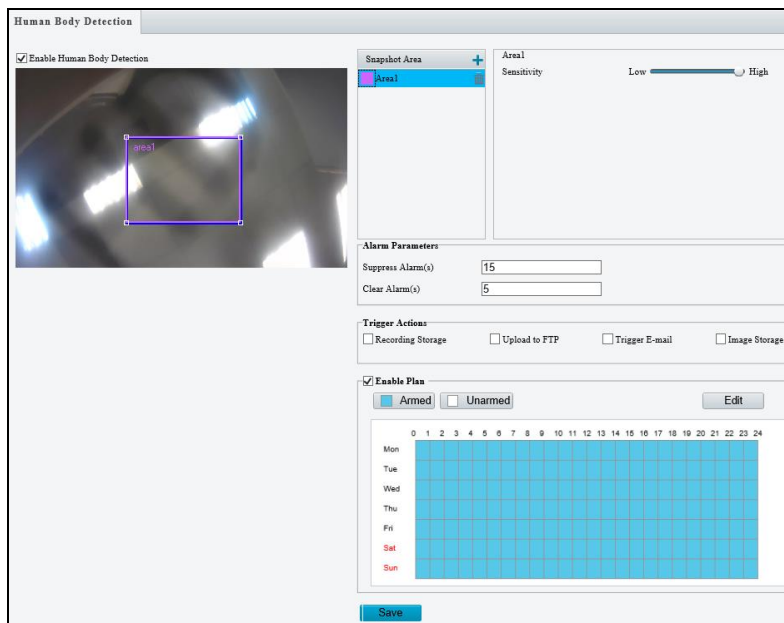 Human Body Detection
Enable Human Body Detection
area1
Snapshot Area
Area1
Area1
Sensitivity Low High
Alarm Parameters
Suppress Alarm(s) 15
Clear Alarm(s) 5
Trigger Actions
Recording Storage Upload to FTP Trigger E-mail Image Storage
Enable Plan
Armed Unarmed Edit
0 1 2 3 4 5 6 7 8 9 10 11 12 13 14 15 16 17 18 19 20 21 22 23 24
Mon
Tue
Wed
Thu
Fri
Sat
Sun
Save